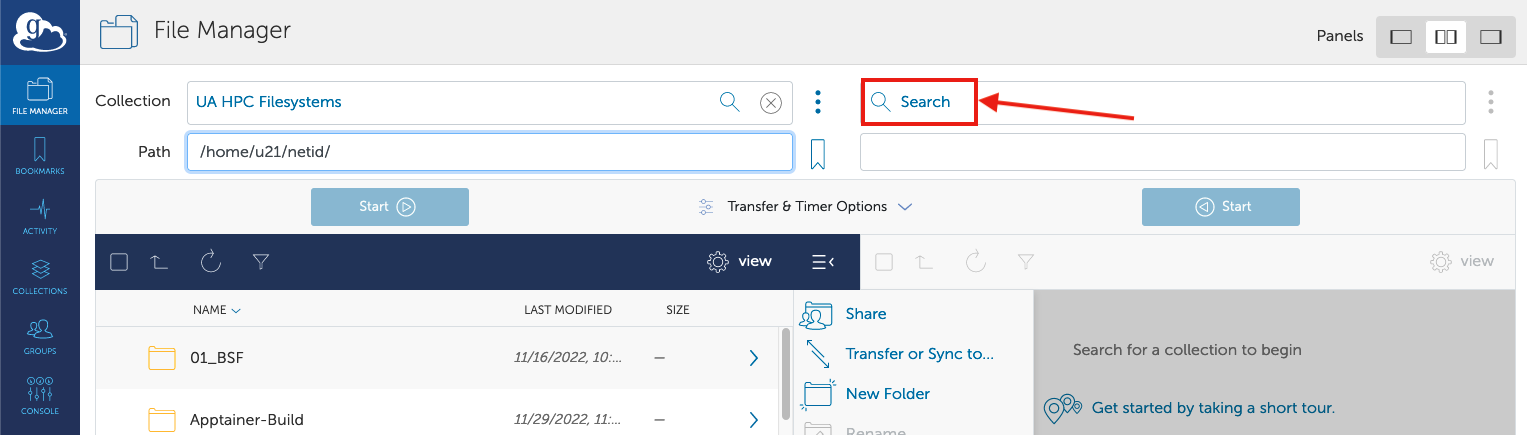 g
File Manager
Panels
FILE MANAGER
BOOKMARKS
ACTIVITY
COLLECTIONS
GROUPS
CONSOLE
Collection UA HPC Filesystems
Search
Path /home/u21/netid/
Start Transfer & Timer Options Start
view
view
NAME LAST MODIFIED SIZE
01_BSF 11/16/2022, 10:... —
Apptainer-Build 11/29/2022, 11:... —
Share
Transfer or Sync to...
New Folder
Rename
Search for a collection to begin
Get started by taking a short tour.